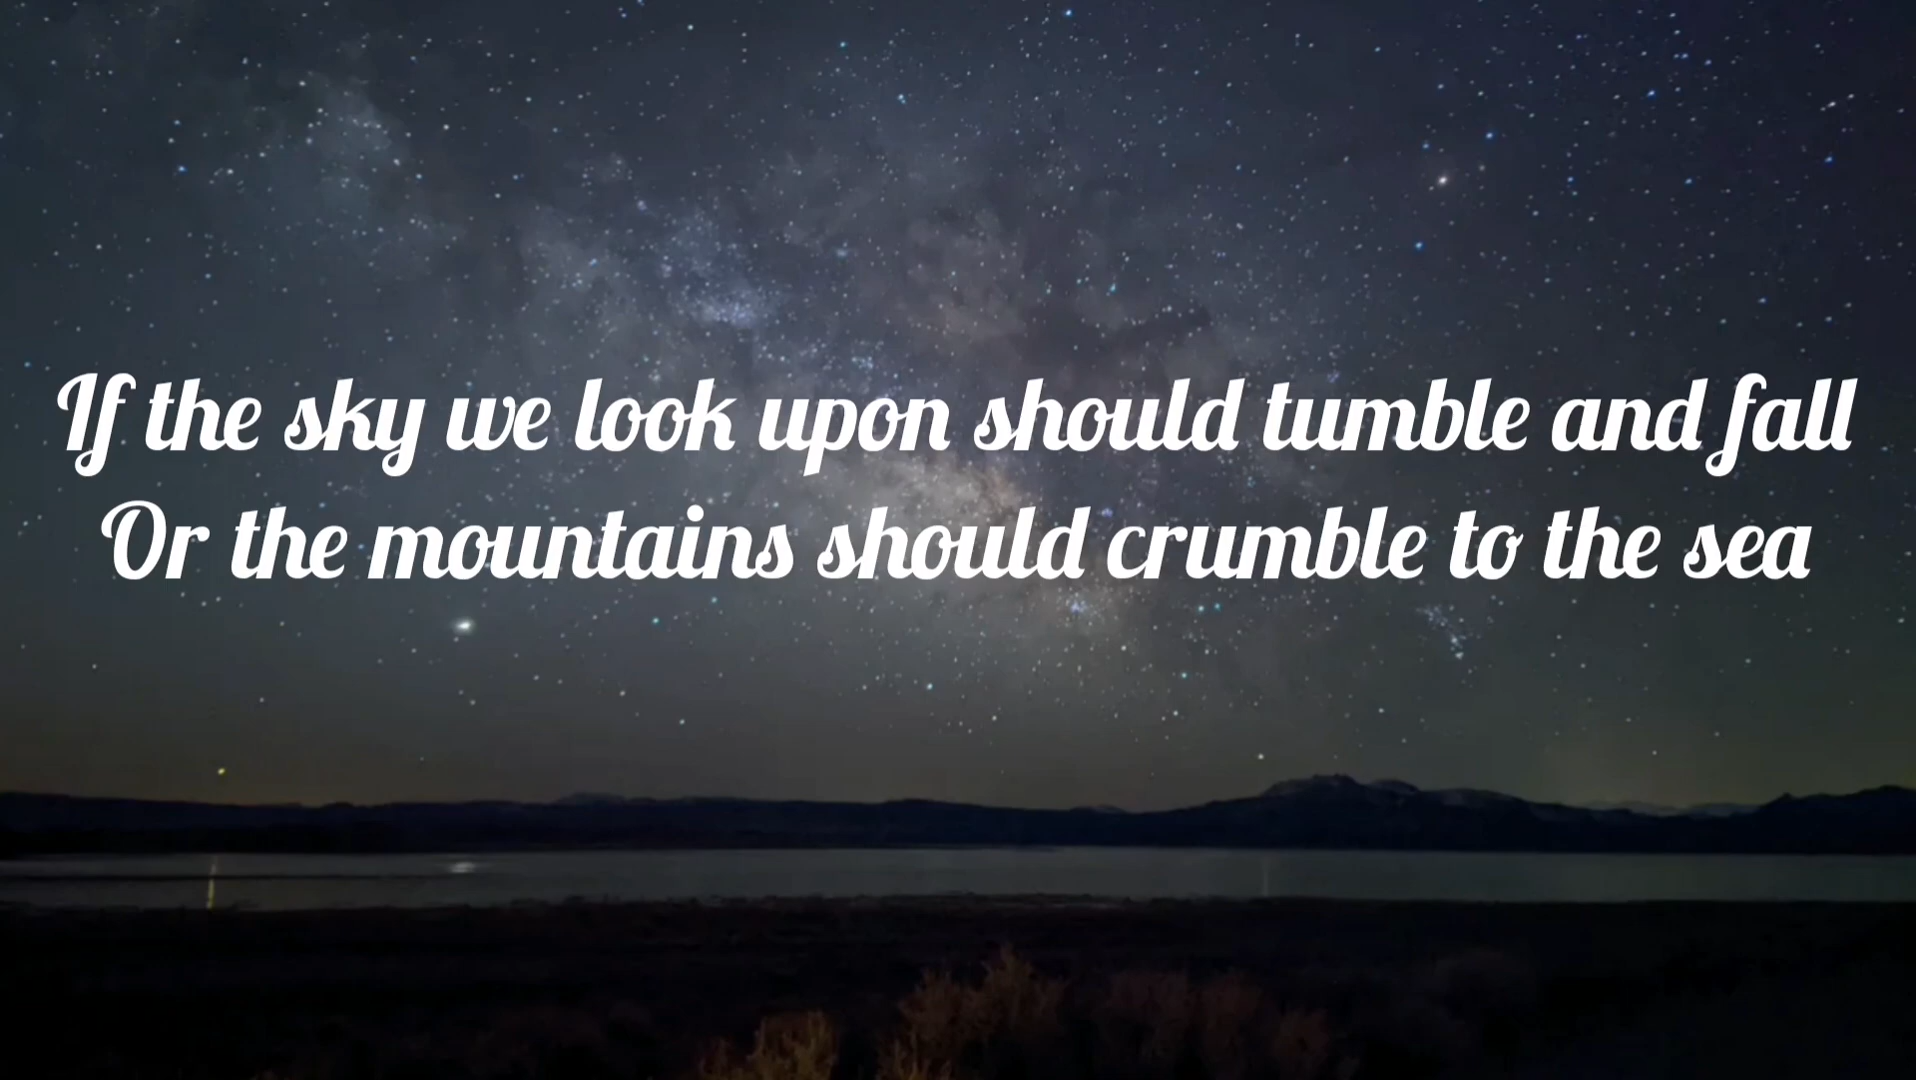 If the sky we look upon should tumble and fall
Or the mountains should crumble to the sea